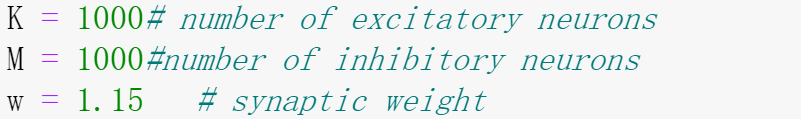 K = 1000# number of excitatory neurons
M = 1000#number of inhibitory neurons
w = 1.15   # synaptic weight